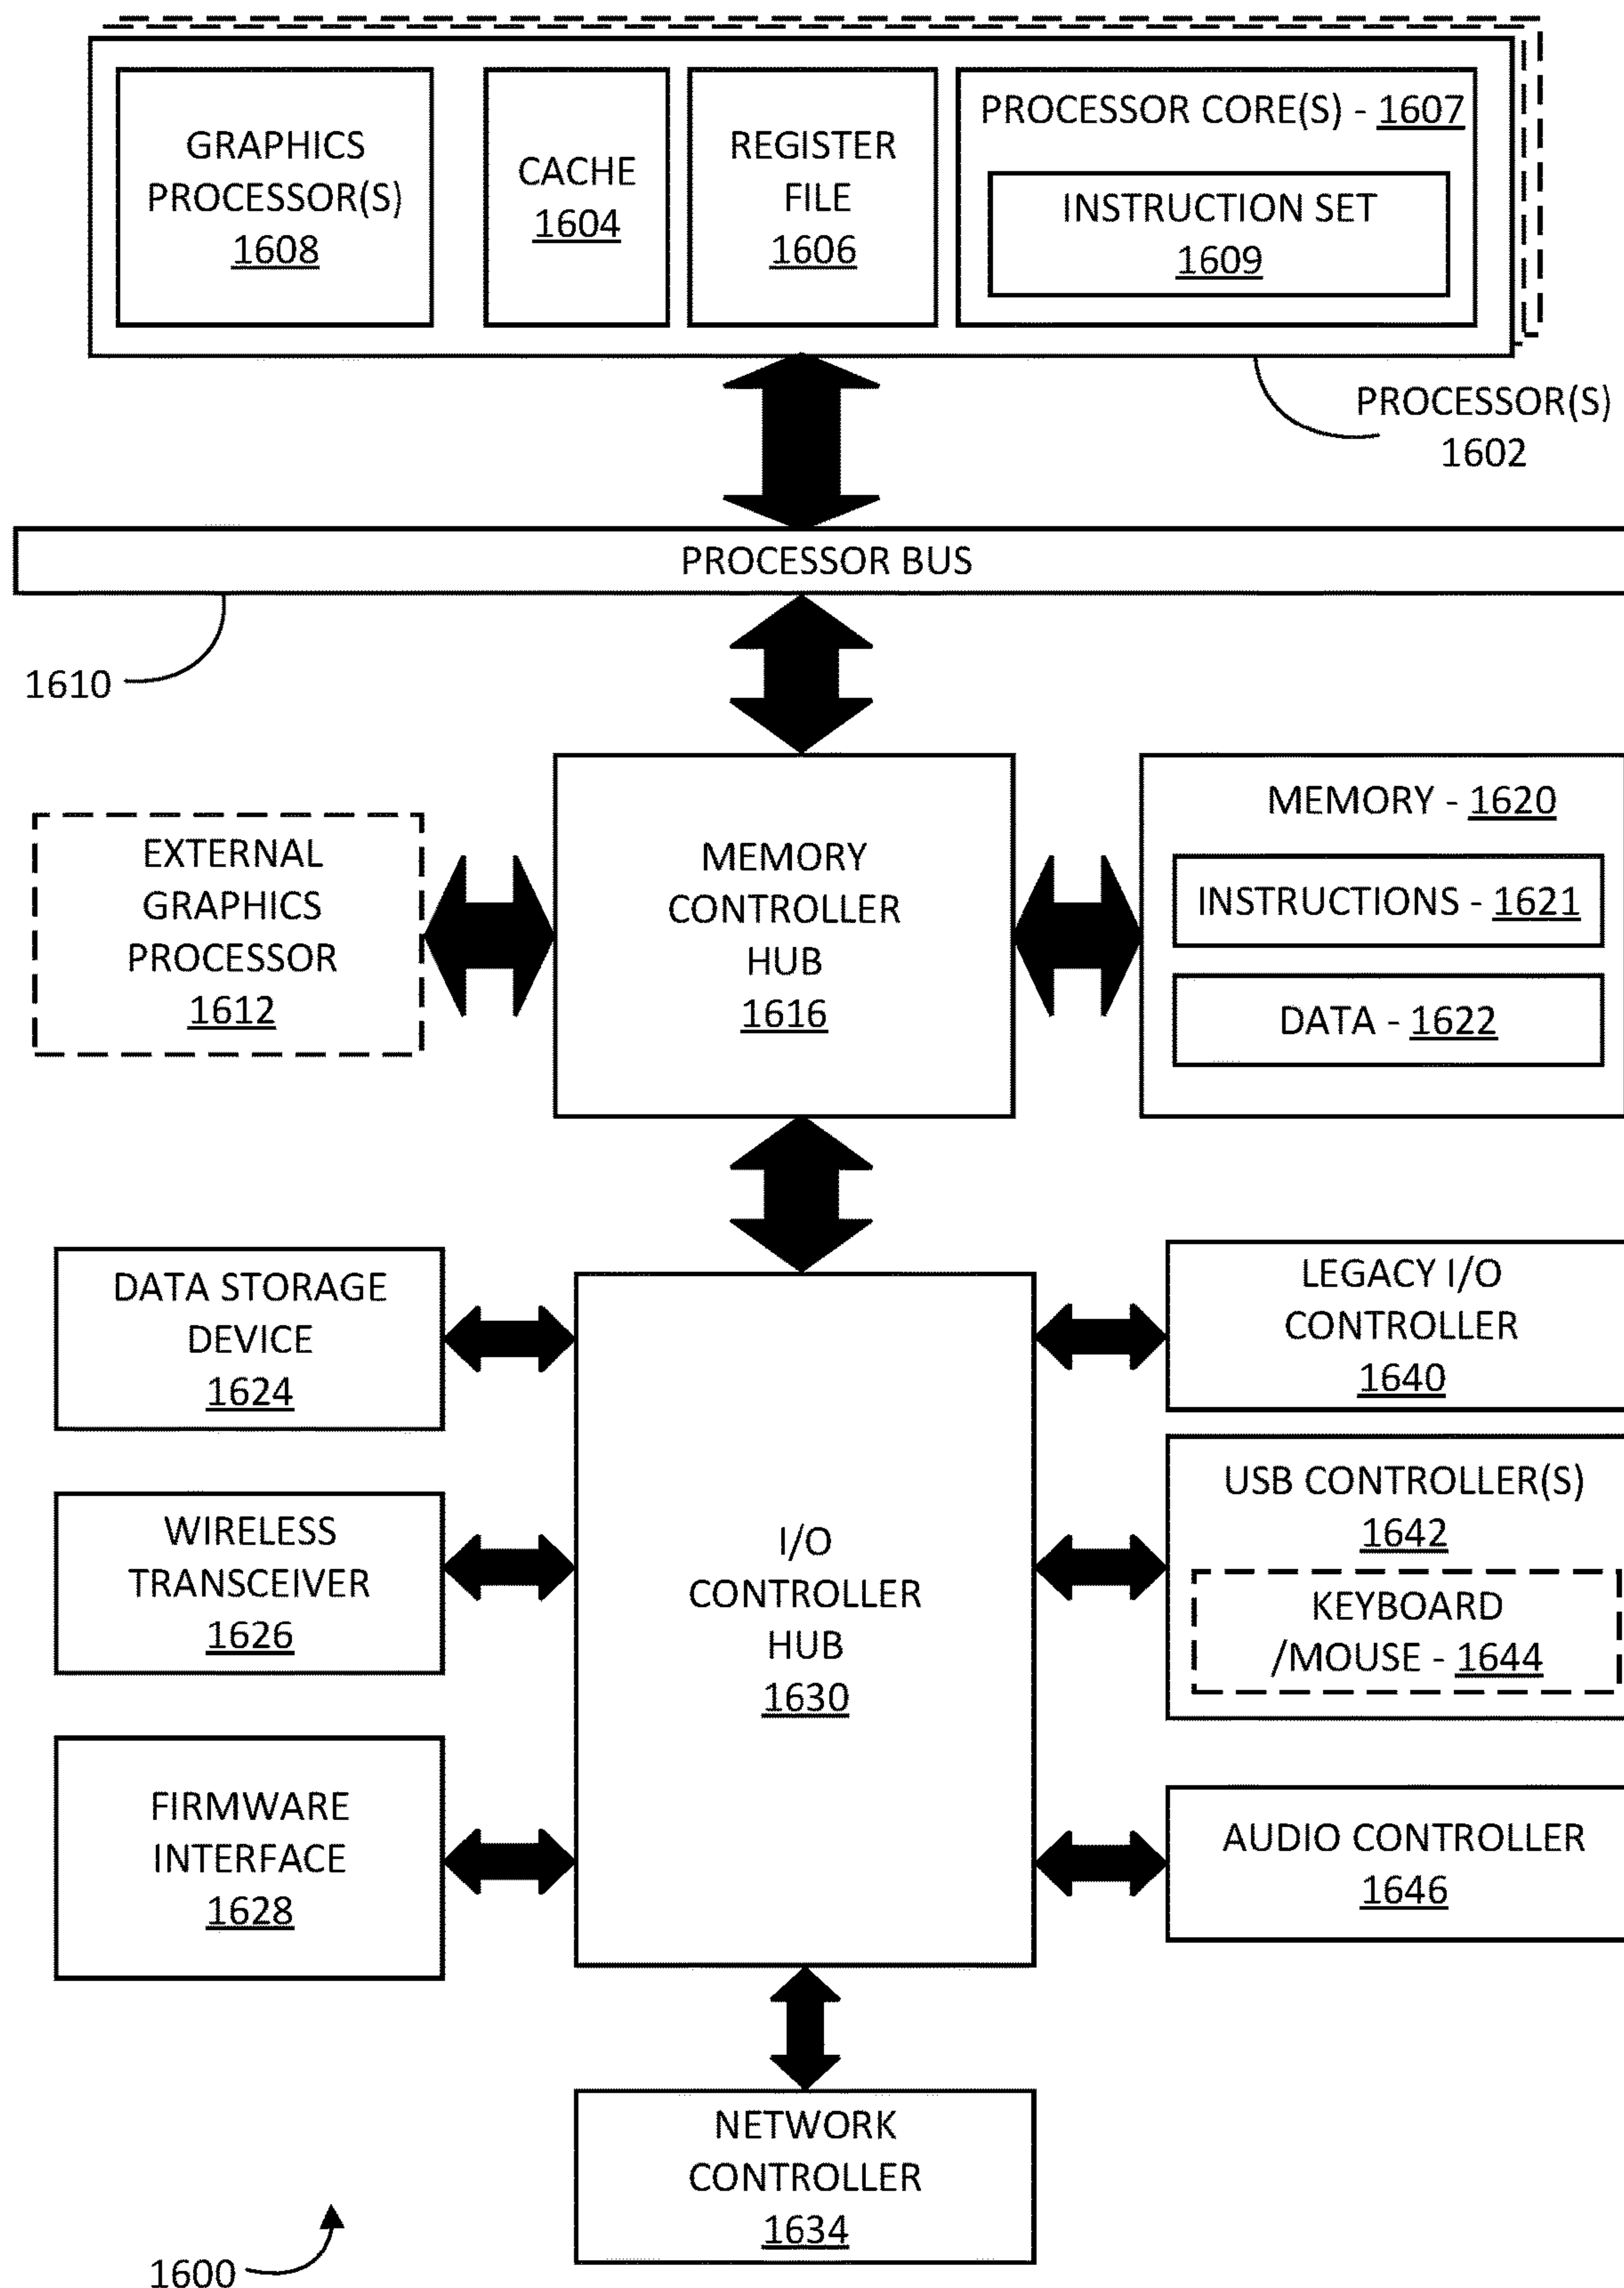 GRAPHICS
PROCESSOR(S)
1608
CACHE
1604
REGISTER
FILE
1606
PROCESSOR CORE(S) - 1607
INSTRUCTION SET
1609
PROCESSOR(S)
1602
PROCESSOR BUS
1610
EXTERNAL
GRAPHICS
PROCESSOR
1612
MEMORY
CONTROLLER
HUB
1616
MEMORY - 1620
INSTRUCTIONS - 1621
DATA - 1622
DATA STORAGE
DEVICE
1624
WIRELESS
TRANSCEIVER
1626
FIRMWARE
INTERFACE
1628
I/O
CONTROLLER
HUB
1630
LEGACY I/O
CONTROLLER
1640
USB CONTROLLER(S)
1642
KEYBOARD
/MOUSE - 1644
AUDIO CONTROLLER
1646
NETWORK
CONTROLLER
1634
1600